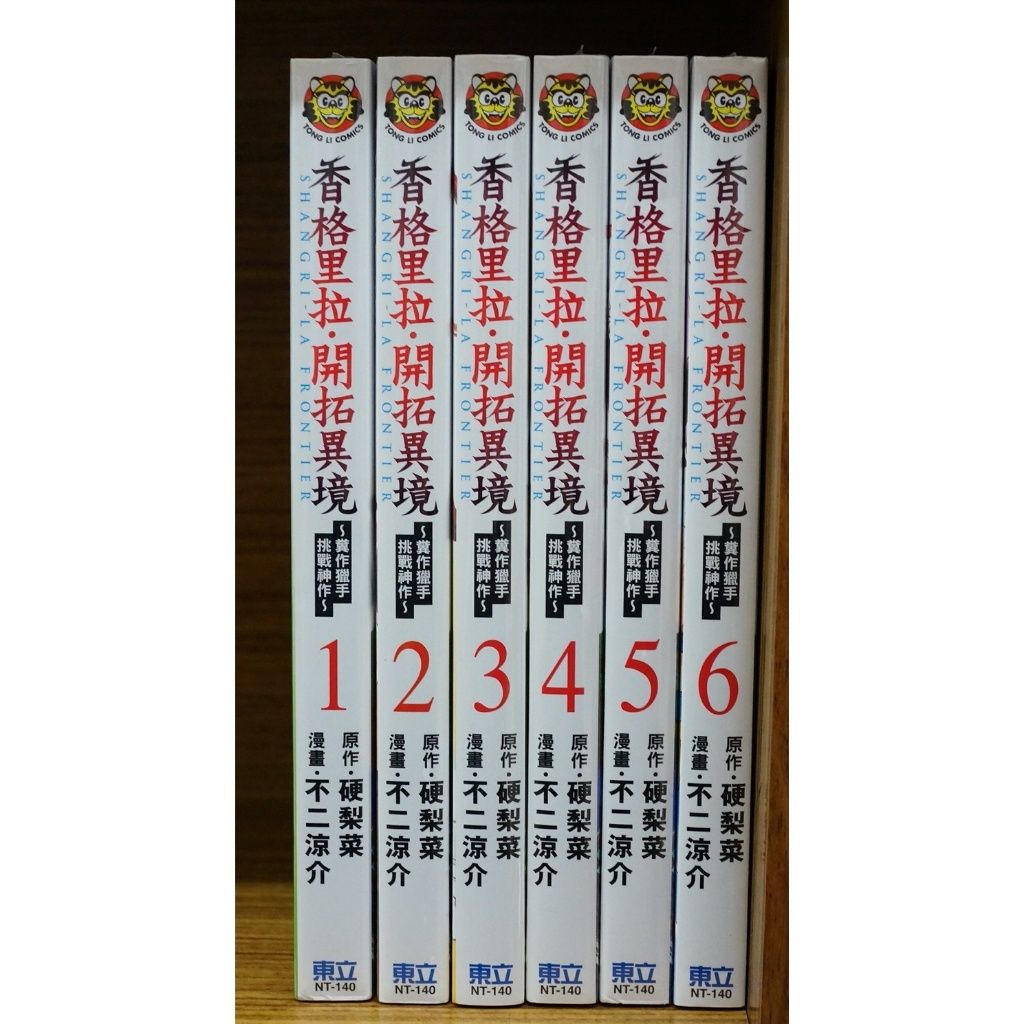 TONG LI COMICS
香格里拉・開拓異境
SHANGRI-LA FRONTIER
～糞作獵手
挑戰神作～
1
原作・硬梨菜
漫畫・不二涼介
東立
NT-140
TONG LI COMICS
香格里拉・開拓異境
SHANGRI-LA FRONTIER
～糞作獵手
挑戰神作～
2
原作・硬梨菜
漫畫・不二涼介
東立
NT-140
TONG LI COMICS
香格里拉・開拓異境
SHANGRI-LA FRONTIER
～糞作獵手
挑戰神作～
3
原作・硬梨菜
漫畫・不二涼介
東立
NT-140
TONG LI COMICS
香格里拉・開拓異境
SHANGRI-LA FRONTIER
～糞作獵手
挑戰神作～
4
原作・硬梨菜
漫畫・不二涼介
東立
NT-140
TONG LI COMICS
香格里拉・開拓異境
SHANGRI-LA FRONTIER
～糞作獵手
挑戰神作～
5
原作・硬梨菜
漫畫・不二涼介
東立
NT-140
TONG LI COMICS
香格里拉・開拓異境
SHANGRI-LA FRONTIER
～糞作獵手
挑戰神作～
6
原作・硬梨菜
漫畫・不二涼介
東立
NT-140